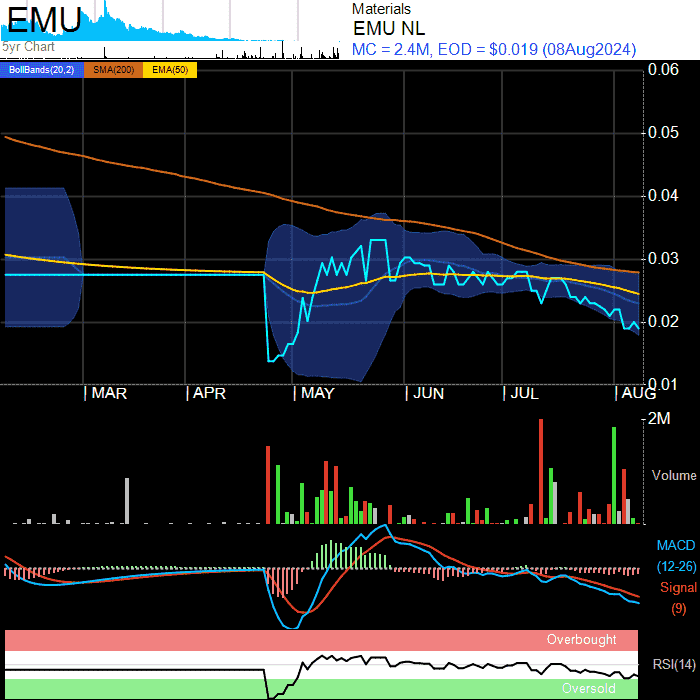 EMU
5yr Chart
Materials
EMU NL
MC = 2.4M, EOD = $0.019 (08Aug2024)
BollBands(20,2) SMA(200) EMA(50)
0.06
0.05
0.04
0.03
0.02
0.01
| MAR | APR | MAY | JUN | JUL | AUG
2M
Volume
MACD
(12-26)
Signal
(9)
Overbought
RSI(14)
Oversold